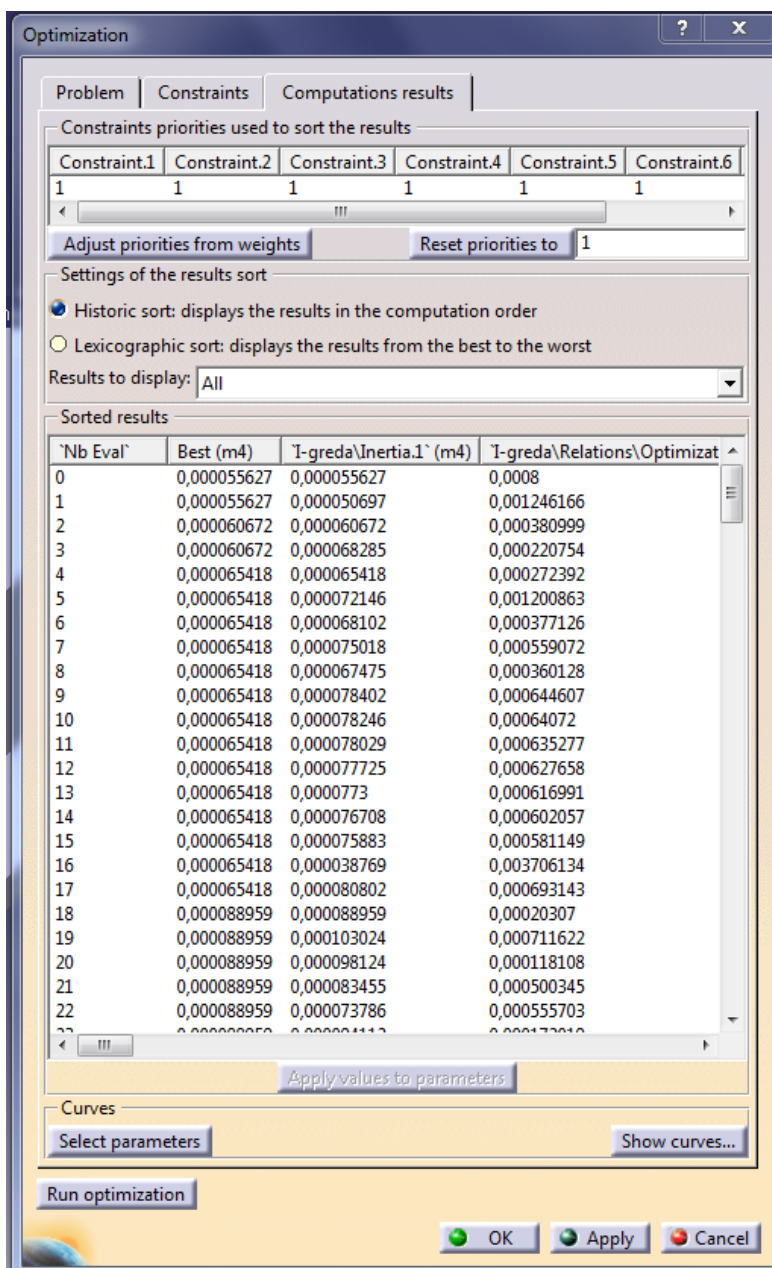 Optimization
Problem Constraints Computations results
Constraints priorities used to sort the results
Constraint.1 Constraint.2 Constraint.3 Constraint.4 Constraint.5 Constraint.6
1 1 1 1 1 1
Adjust priorities from weights Reset priorities to 1
Settings of the results sort
Historic sort: displays the results in the computation order
Lexicographic sort: displays the results from the best to the worst
Results to display: All
Sorted results
`Nb Eval` Best (m4) `I-greda\Inertia.1` (m4) `I-greda\Relations\Optimizat
0 0,000055627 0,000055627 0,0008
1 0,000055627 0,000050697 0,001246166
2 0,000060672 0,000060672 0,000380999
3 0,000060672 0,000068285 0,000220754
4 0,000065418 0,000065418 0,000272392
5 0,000065418 0,000072146 0,001200863
6 0,000065418 0,000068102 0,000377126
7 0,000065418 0,000075018 0,000559072
8 0,000065418 0,000067475 0,000360128
9 0,000065418 0,000078402 0,000644607
10 0,000065418 0,000078246 0,00064072
11 0,000065418 0,000078029 0,000635277
12 0,000065418 0,000077725 0,000627658
13 0,000065418 0,0000773 0,000616991
14 0,000065418 0,000076708 0,000602057
15 0,000065418 0,000075883 0,000581149
16 0,000065418 0,000038769 0,003706134
17 0,000065418 0,000080802 0,000693143
18 0,000088959 0,000088959 0,00020307
19 0,000088959 0,000103024 0,000711622
20 0,000088959 0,000098124 0,000118108
21 0,000088959 0,000083455 0,000500345
22 0,000088959 0,000073786 0,000555703
Apply values to parameters
Curves
Select parameters Show curves...
Run optimization
OK Apply Cancel